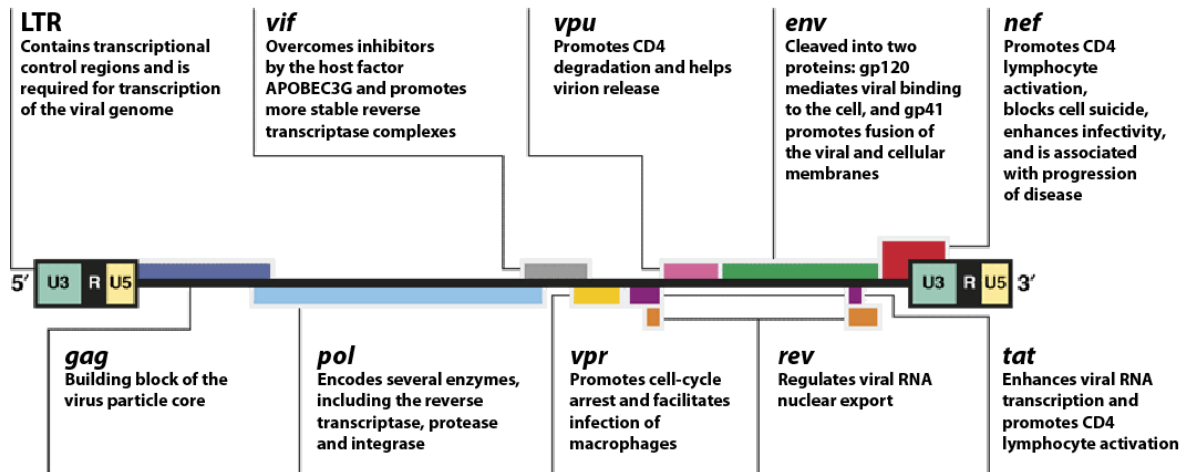 LTR
Contains transcriptional
control regions and is
required for transcription
of the viral genome
vif
Overcomes inhibitors
by the host factor
APOBEC3G and promotes
more stable reverse
transcriptase complexes
vpu
Promotes CD4
degradation and helps
virion release
env
Cleaved into two
proteins: gp120
mediates viral binding
to the cell, and gp41
promotes fusion of
the viral and cellular
membranes
nef
Promotes CD4
lymphocyte
activation,
blocks cell suicide,
enhances infectivity,
and is associated
with progression
of disease
5′ U3 R U5 U3 R U5 3′
gag
Building block of the
virus particle core
pol
Encodes several enzymes,
including the reverse
transcriptase, protease
and integrase
vpr
Promotes cell-cycle
arrest and facilitates
infection of
macrophages
rev
Regulates viral RNA
nuclear export
tat
Enhances viral RNA
transcription and
promotes CD4
lymphocyte activation